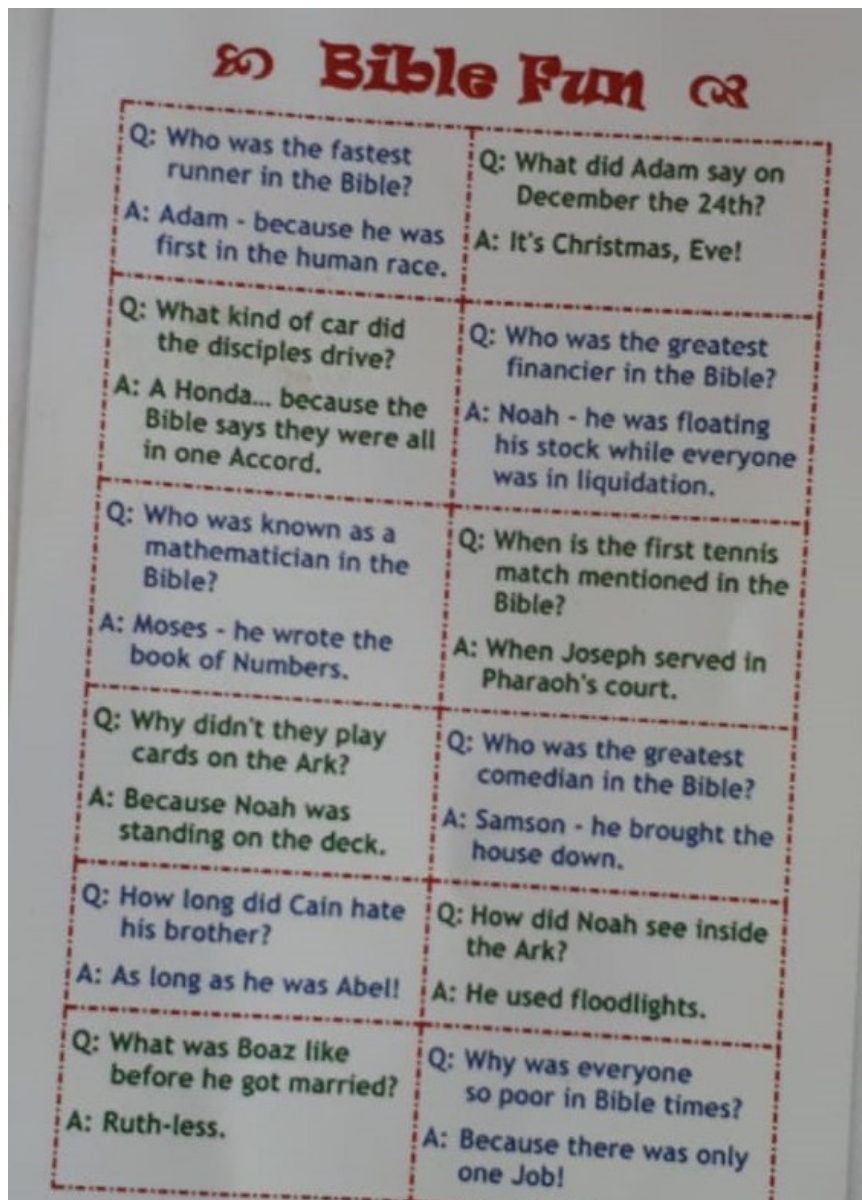 Bible Fun
Q: Who was the fastest
runner in the Bible?
A: Adam - because he was
first in the human race.
Q: What did Adam say on
December the 24th?
A: It's Christmas, Eve!
Q: What kind of car did
the disciples drive?
A: A Honda... because the
Bible says they were all
in one Accord.
Q: Who was the greatest
financier in the Bible?
A: Noah - he was floating
his stock while everyone
was in liquidation.
Q: Who was known as a
mathematician in the
Bible?
A: Moses - he wrote the
book of Numbers.
Q: When is the first tennis
match mentioned in the
Bible?
A: When Joseph served in
Pharaoh's court.
Q: Why didn't they play
cards on the Ark?
A: Because Noah was
standing on the deck.
Q: Who was the greatest
comedian in the Bible?
A: Samson - he brought the
house down.
Q: How long did Cain hate
his brother?
A: As long as he was Abel!
Q: How did Noah see inside
the Ark?
A: He used floodlights.
Q: What was Boaz like
before he got married?
A: Ruth-less.
Q: Why was everyone
so poor in Bible times?
A: Because there was only
one Job!